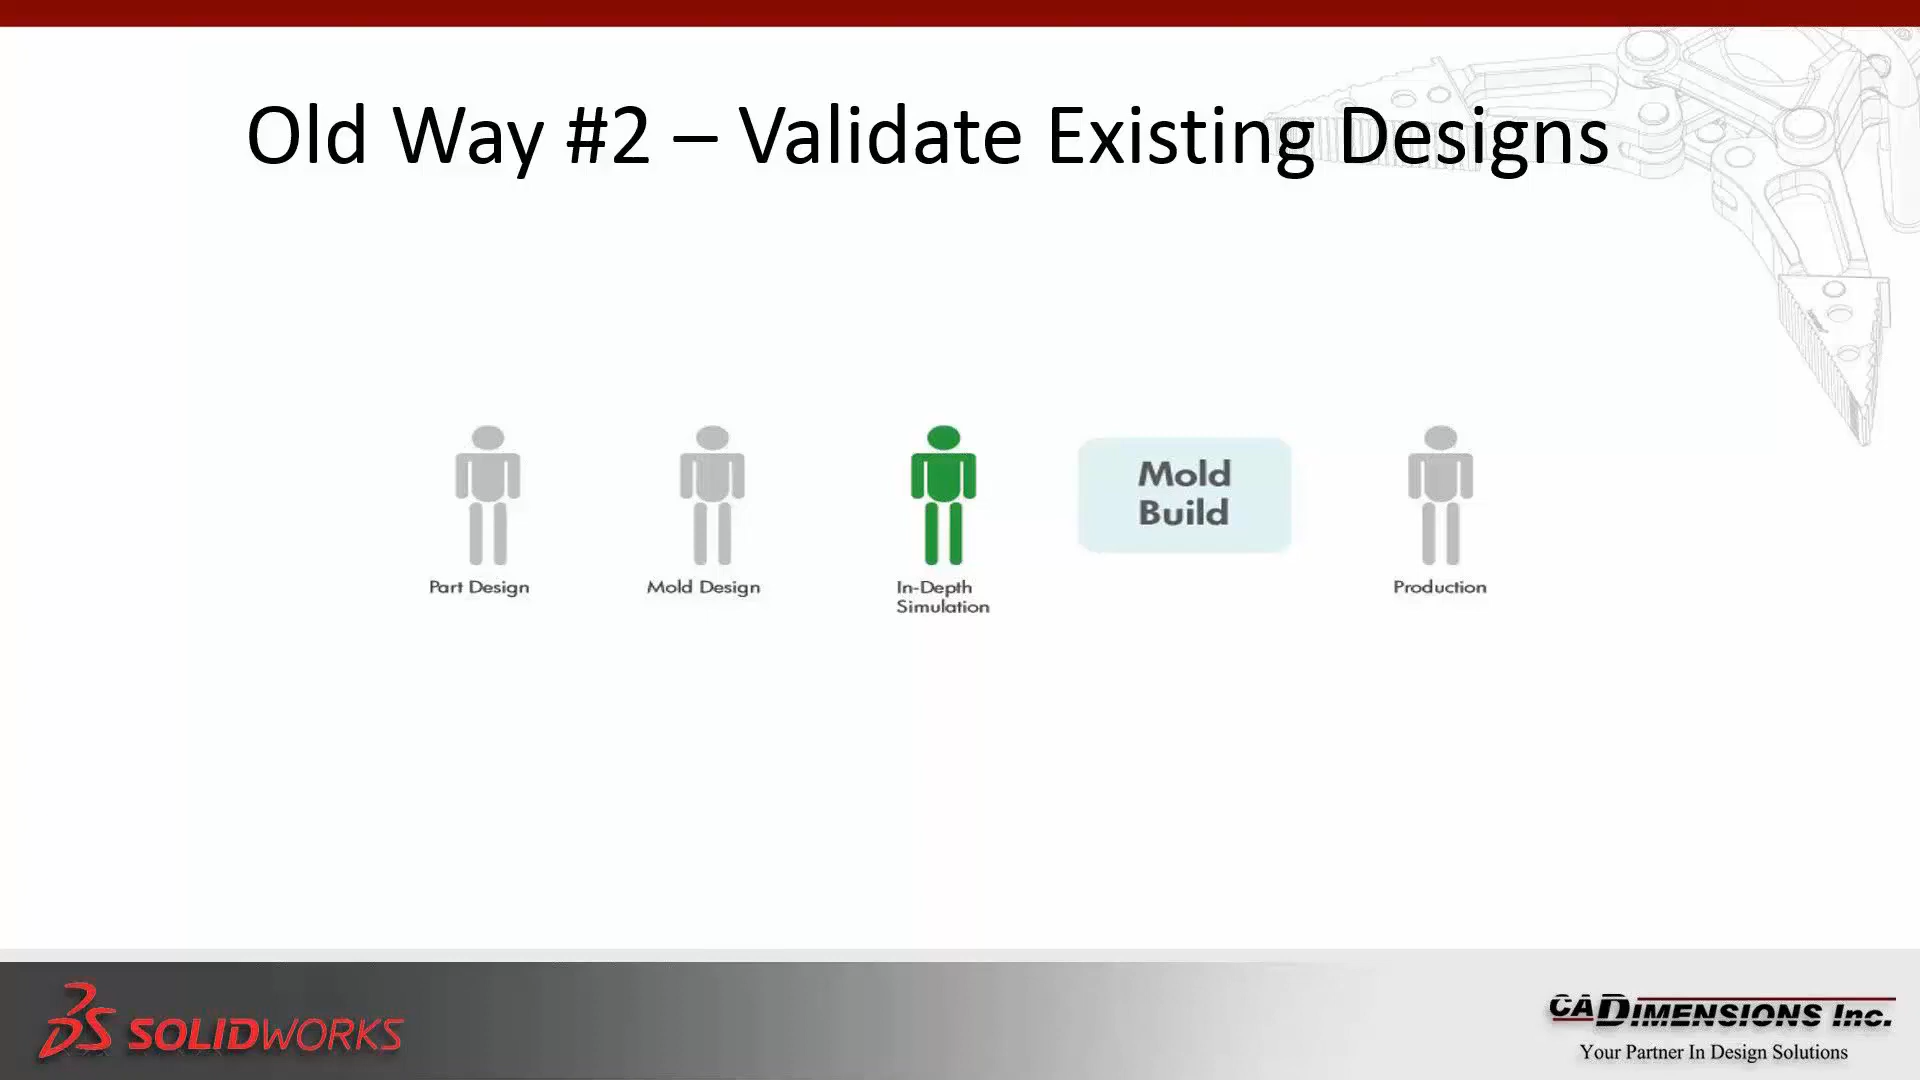 Old Way #2 – Validate Existing Designs
Mold
Build
Part Design
Mold Design
In-Depth
Simulation
Production
SOLIDWORKS
CADIMENSIONS Inc.
Your Partner In Design Solutions